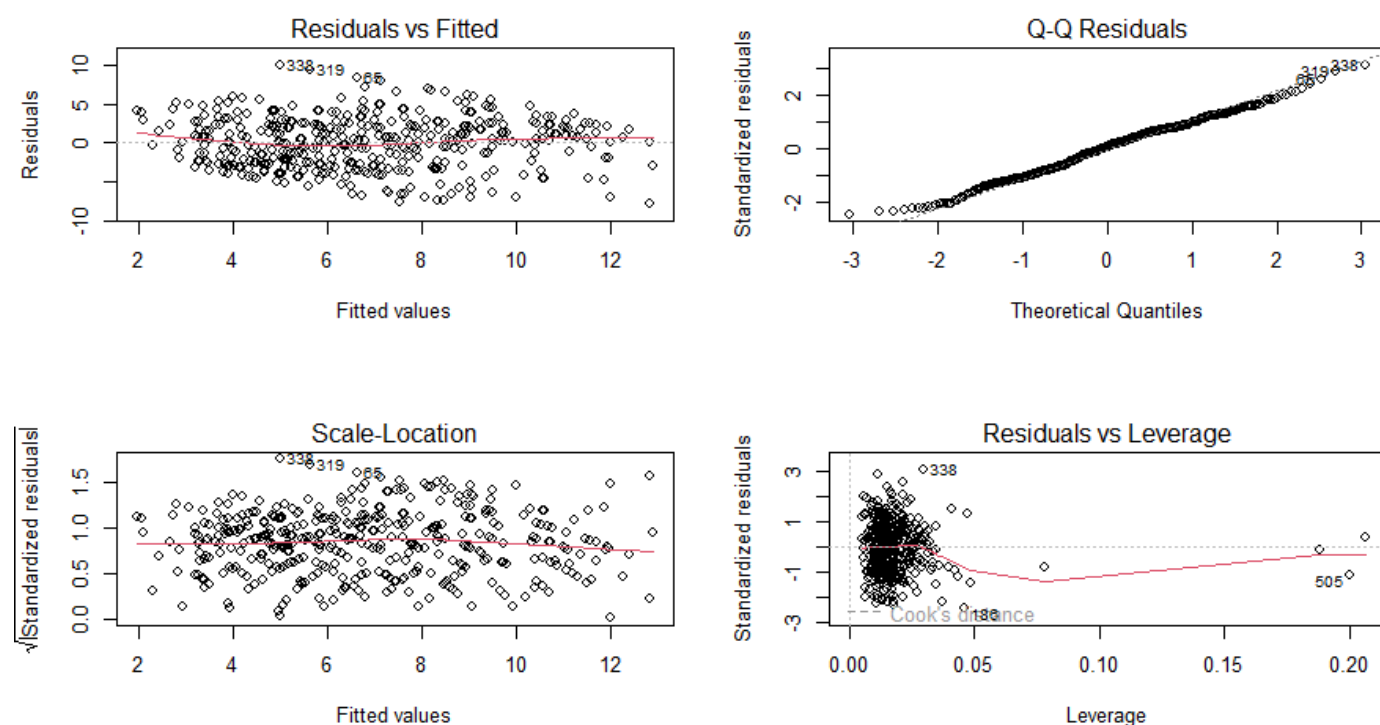 Residuals vs Fitted
Residuals
10
5
0
-10
338
319
65
2 4 6 8 10 12
Fitted values
Q-Q Residuals
Standardized residuals
2
0
-2
65
319
338
-3 -2 -1 0 1 2 3
Theoretical Quantiles
Scale-Location
√|Standardized residuals|
1.5
1.0
0.5
0.0
338
319
65
2 4 6 8 10 12
Fitted values
Residuals vs Leverage
Standardized residuals
3
1
-1
-3
338
505
Cook's distance
0.00 0.05 0.10 0.15 0.20
Leverage